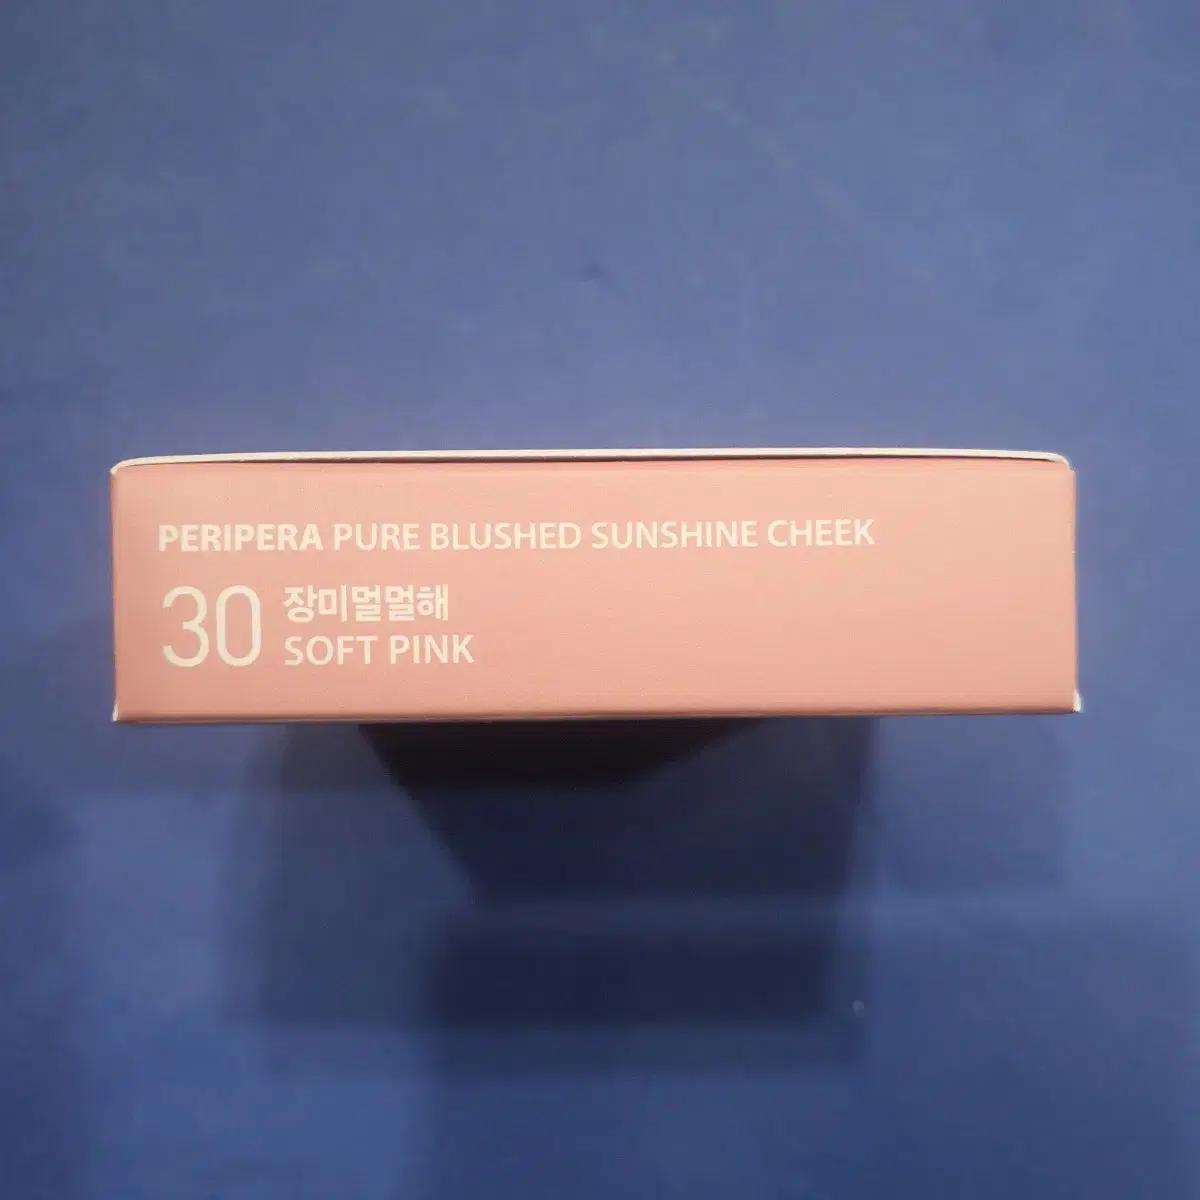 PERIPERA PURE BLUSHED SUNSHINE CHEEK
30 장미멀멀해
SOFT PINK